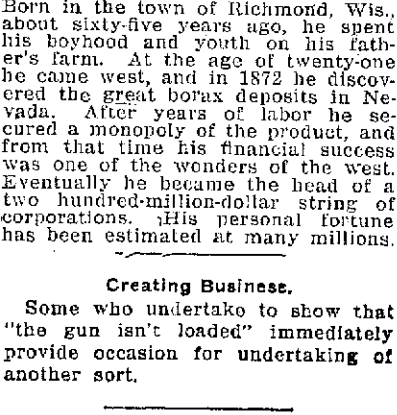 Born in the town of Richmond, Wis.,
about sixty-five years ago, he spent
his boyhood and youth on his fath-
er's farm. At the age of twenty-one
he came west, and in 1872 he discov-
ered the great borax deposits in Ne-
vada. After years of labor he se-
cured a monopoly of the product, and
from that time his financial success
was one of the wonders of the west.
Eventually he became the head of a
two hundred-million-dollar string of
corporations. His personal fortune
has been estimated at many millions.
Creating Business.
Some who undertako to show that
"the gun isn't loaded" immediately
provide occasion for undertaking of
another sort.